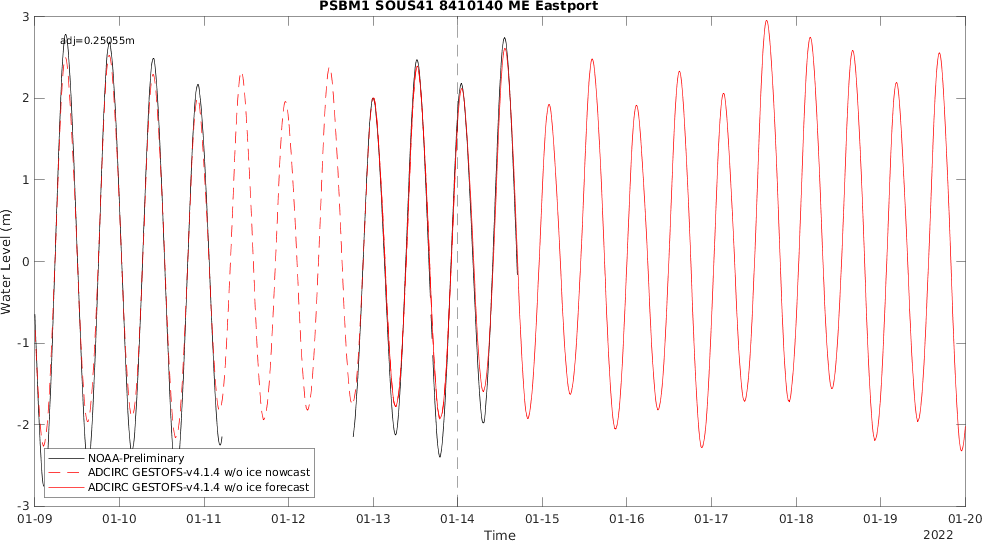 PSBM1 SOUS41 8410140 ME Eastport
adj=0.25055m
3
2
1
0
-1
-2
-3
Water Level (m)
NOAA-Preliminary
ADCIRC GESTOFS-v4.1.4 w/o ice nowcast
ADCIRC GESTOFS-v4.1.4 w/o ice forecast
01-09 01-10 01-11 01-12 01-13 01-14 01-15 01-16 01-17 01-18 01-19 01-20
Time
2022